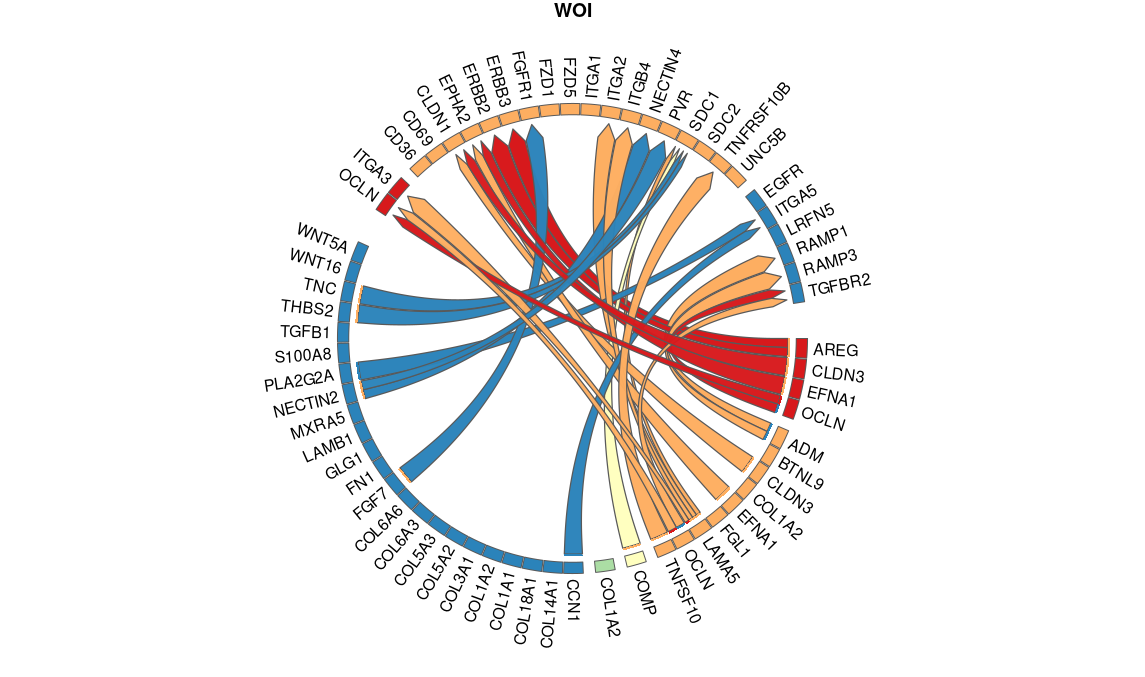 WOI
OCLN
ITGA3
CD36
CD69
CLDN1
EPHA2
ERBB2
ERBB3
FGFR1
FZD1
FZD5
ITGA1
ITGA2
ITGB4
NECTIN4
PVR
SDC1
SDC2
TNFRSF10B
UNC5B
EGFR
ITGA5
LRFN5
RAMP1
RAMP3
TGFBR2
AREG
CLDN3
EFNA1
OCLN
ADM
BTNL9
CLDN3
COL1A2
EFNA1
FGL1
LAMA5
OCLN
TNFSF10
COMP
COL1A2
CCN1
COL14A1
COL18A1
COL1A1
COL1A2
COL3A1
COL5A2
COL5A3
COL6A3
COL6A6
FGF7
FN1
GLG1
LAMB1
MXRA5
NECTIN2
PLA2G2A
S100A8
TGFB1
THBS2
TNC
WNT16
WNT5A